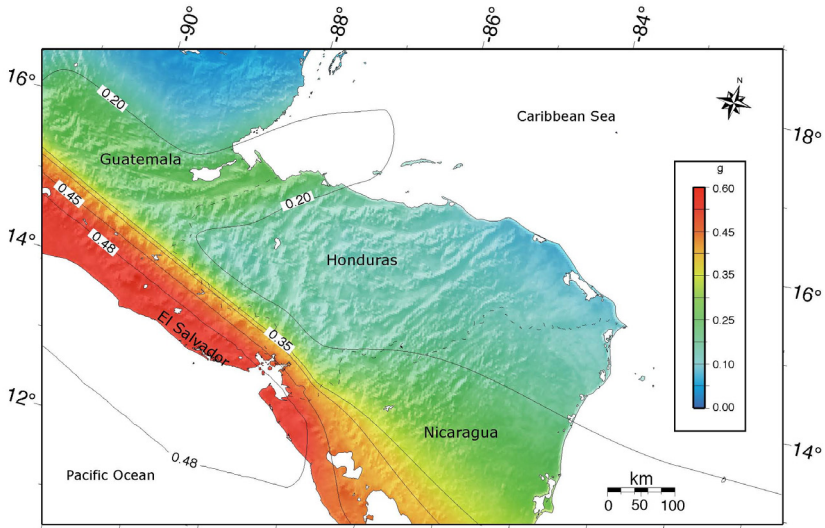 -90°
-88°
-86°
16°
14°
12°
18°
16°
14°
N
Caribbean Sea
0.20
Guatemala
0.20
0.45
0.48
Honduras
El Salvador
0.35
Nicaragua
0.48
Pacific Ocean
g
0.60
0.45
0.35
0.20
0.10
0.00
km
0 50 100